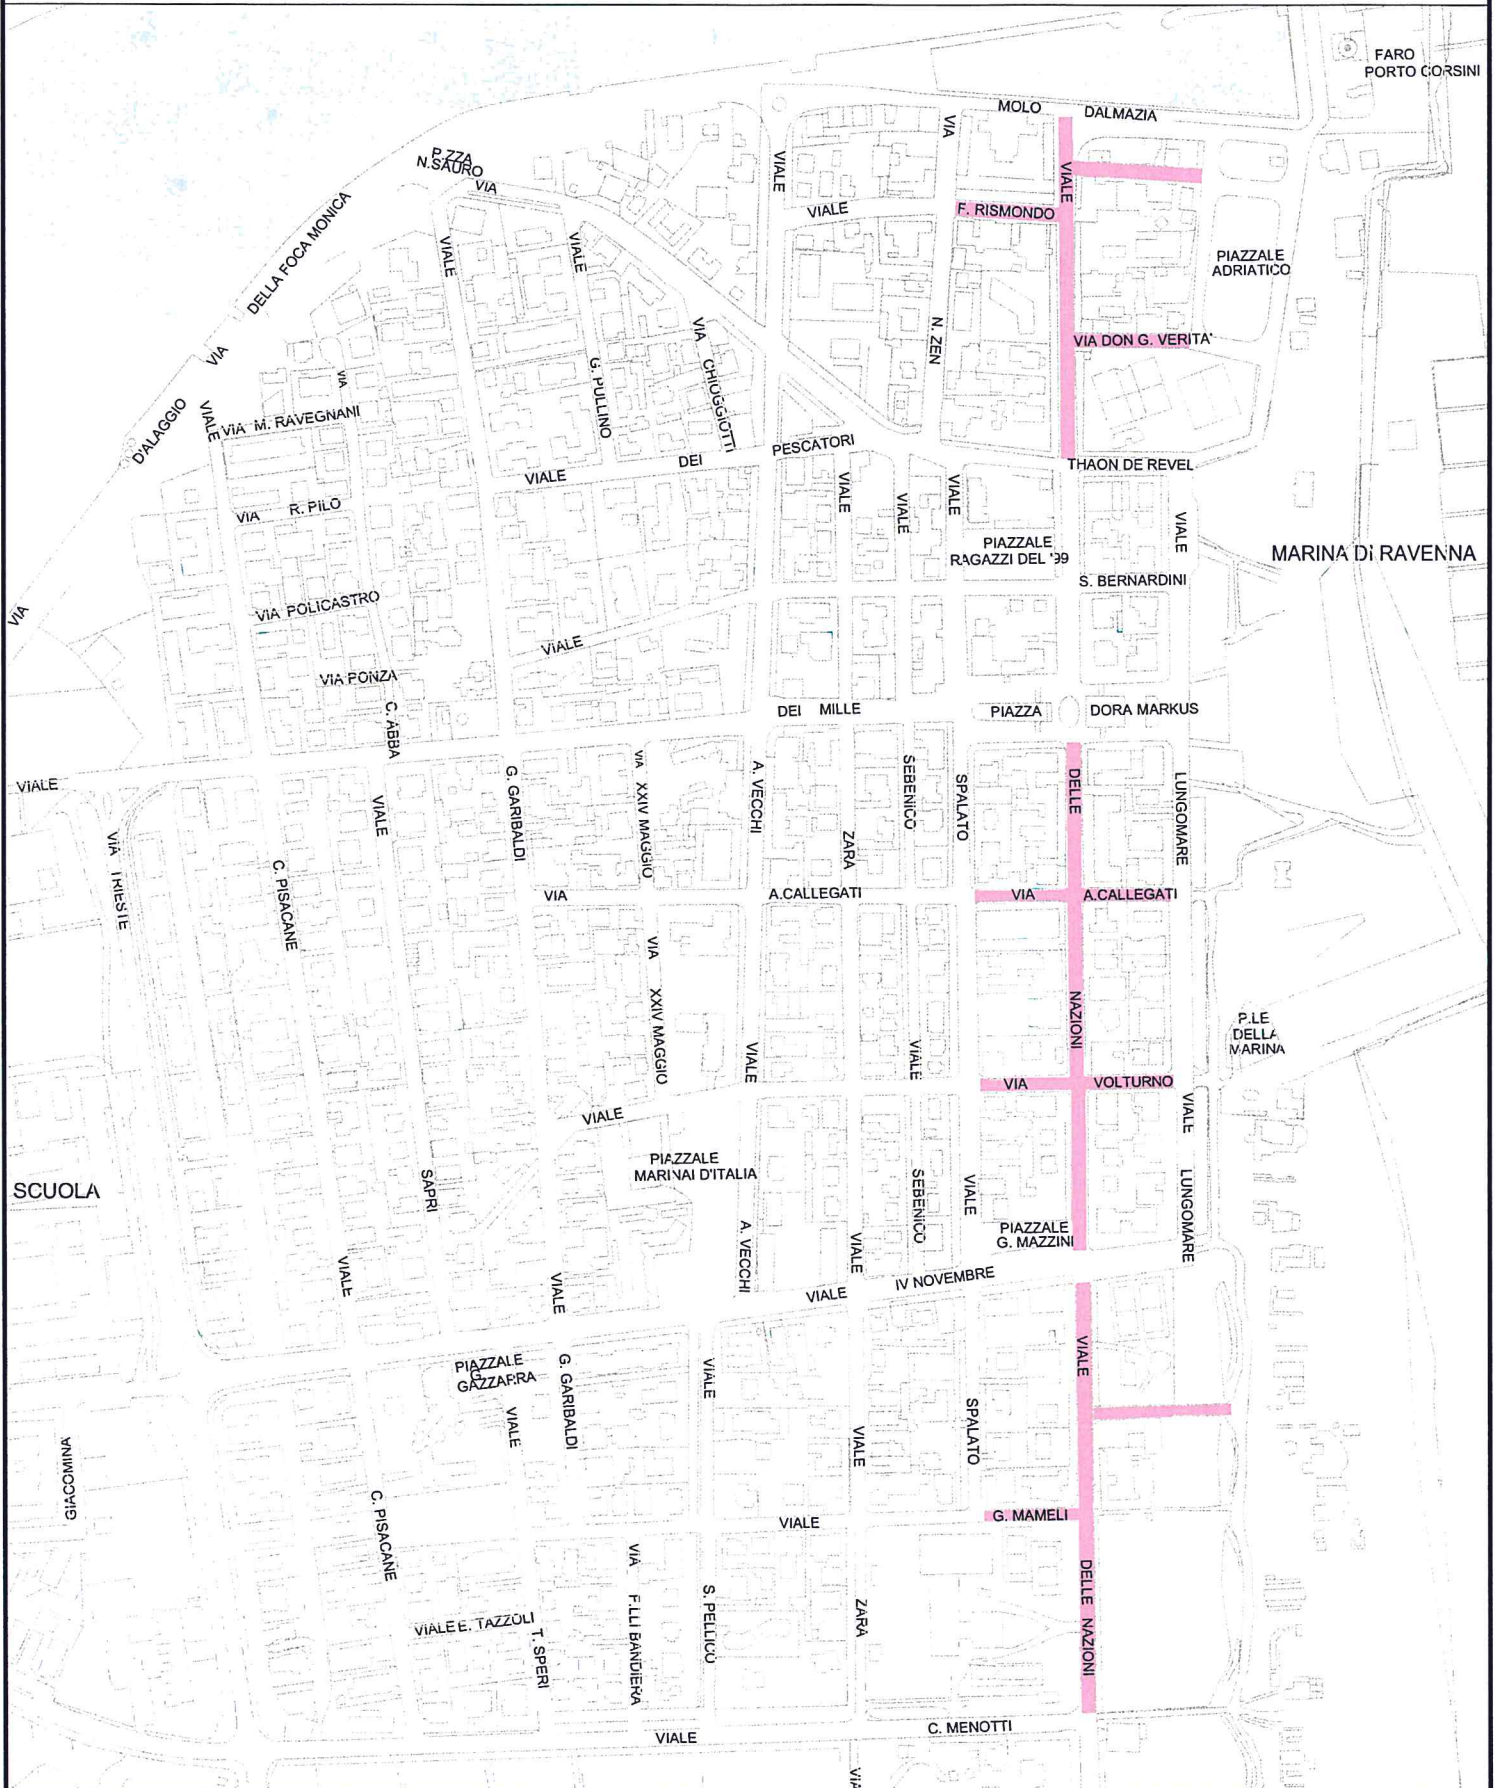 FARO
PORTO CORSINI
MOLO
DALMAZIA
VIA
P.ZZA
N.SAURO
VIA
VIALE
VIALE
VIALE
F. RISMONDO
DELLA FOCA MONICA
VIALE
VIALE
PIAZZALE
ADRIATICO
VIA
CHIOGGIOTTI
N. ZEN
VIA DON G. VERITA'
VIA
VIA
G. PULLINO
D'ALAGGIO
VIALE
VIA M. RAVEGNANI
VIALE
DEI
PESCATORI
THAON DE REVEL
VIA
R. PILO
VIALE
VIALE
VIALE
VIALE
PIAZZALE
RAGAZZI DEL '99
MARINA DI RAVENNA
S. BERNARDINI
VIA
VIA POLICASTRO
VIALE
VIA PONZA
C. ABBA
DEI MILLE
PIAZZA
DORA MARKUS
VIALE
VIA TRIESTE
VIALE
G. GARIBALDI
VIA XXIV MAGGIO
A. VECCHI
ZARA
SEBENICO
SPALATO
DELLE
LUNGOMARE
C. PISACANE
VIA
A.CALLEGATI
VIA
A.CALLEGATI
VIA XXIV MAGGIO
NAZIONI
P.LE
DELLA
MARINA
VIALE
VIALE
VIA
VOLTURNO
VIALE
VIALE
PIAZZALE
MARINAI D'ITALIA
SCUOLA
SAPRI
SEBENICO
VIALE
LUNGOMARE
PIAZZALE
G. MAZZINI
A. VECCHI
VIALE
VIALE
VIALE
VIALE
IV NOVEMBRE
PIAZZALE
G.
GAZZARRA
G. GARIBALDI
VIALE
VIALE
VIALE
VIALE
SPALATO
GIACOMINA
C. PISACANE
VIALE
G. MAMELI
VIA F.LLI BANDIERA
S. PELLICO
ZARA
DELLE NAZIONI
VIALE E. TAZZOLI
T. SPERI
VIALE
C. MENOTTI
VIA